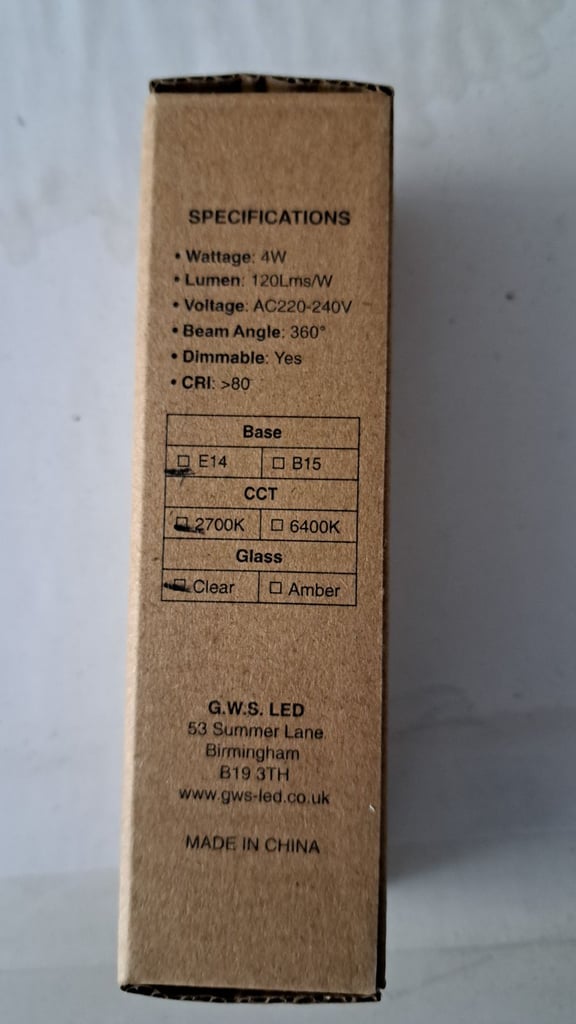 SPECIFICATIONS
• Wattage: 4W
• Lumen: 120Lms/W
• Voltage: AC220-240V
• Beam Angle: 360°
• Dimmable: Yes
• CRI: >80
Base
☐ E14 ☐ B15
CCT
☐ 2700K ☐ 6400K
Glass
☐ Clear ☐ Amber
G.W.S. LED
53 Summer Lane
Birmingham
B19 3TH
www.gws-led.co.uk
MADE IN CHINA